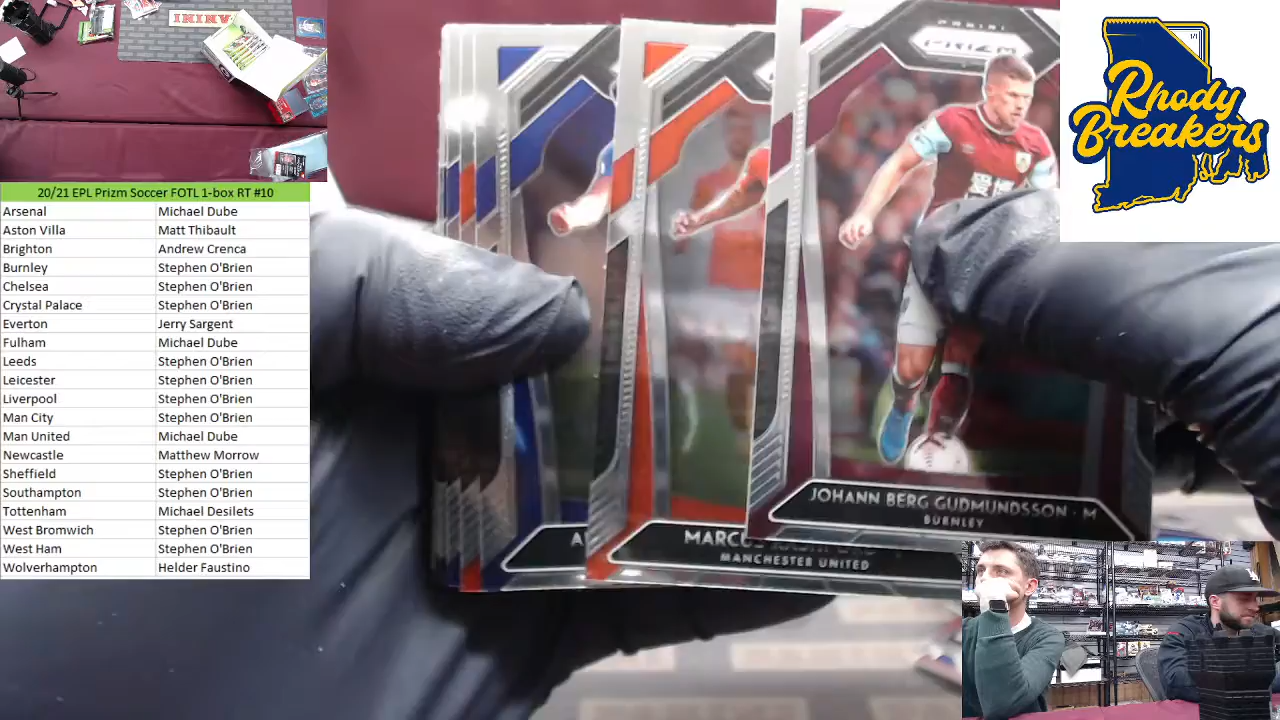 20/21 EPL Prizm Soccer FOTL 1-box RT #10
Arsenal Michael Dube
Aston Villa Matt Thibault
Brighton Andrew Crenca
Burnley Stephen O'Brien
Chelsea Stephen O'Brien
Crystal Palace Stephen O'Brien
Everton Jerry Sargent
Fulham Michael Dube
Leeds Stephen O'Brien
Leicester Stephen O'Brien
Liverpool Stephen O'Brien
Man City Stephen O'Brien
Man United Michael Dube
Newcastle Matthew Morrow
Sheffield Stephen O'Brien
Southampton Stephen O'Brien
Tottenham Michael Desilets
West Bromwich Stephen O'Brien
West Ham Stephen O'Brien
Wolverhampton Helder Faustino
PANINI
PRIZM
JOHANN BERG GUDMUNDSSON · M
BURNLEY
MANCHESTER UNITED
Rhody
Breakers